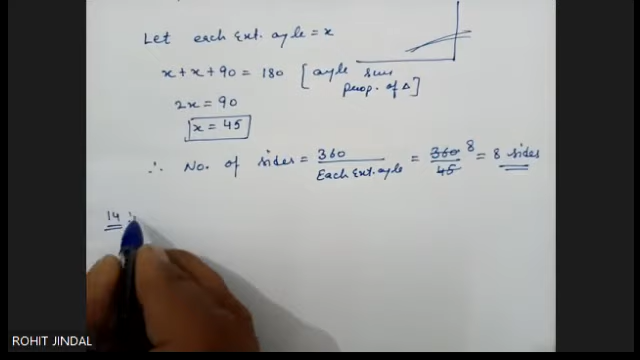 Let each Ext. angle = x
x + x + 90 = 180 [angle sum
prop. of Δ]
2x = 90
x = 45
∴ No. of sides = 360 / Each Ext. angle = 360 / 45 8 = 8 sides
14
ROHIT JINDAL